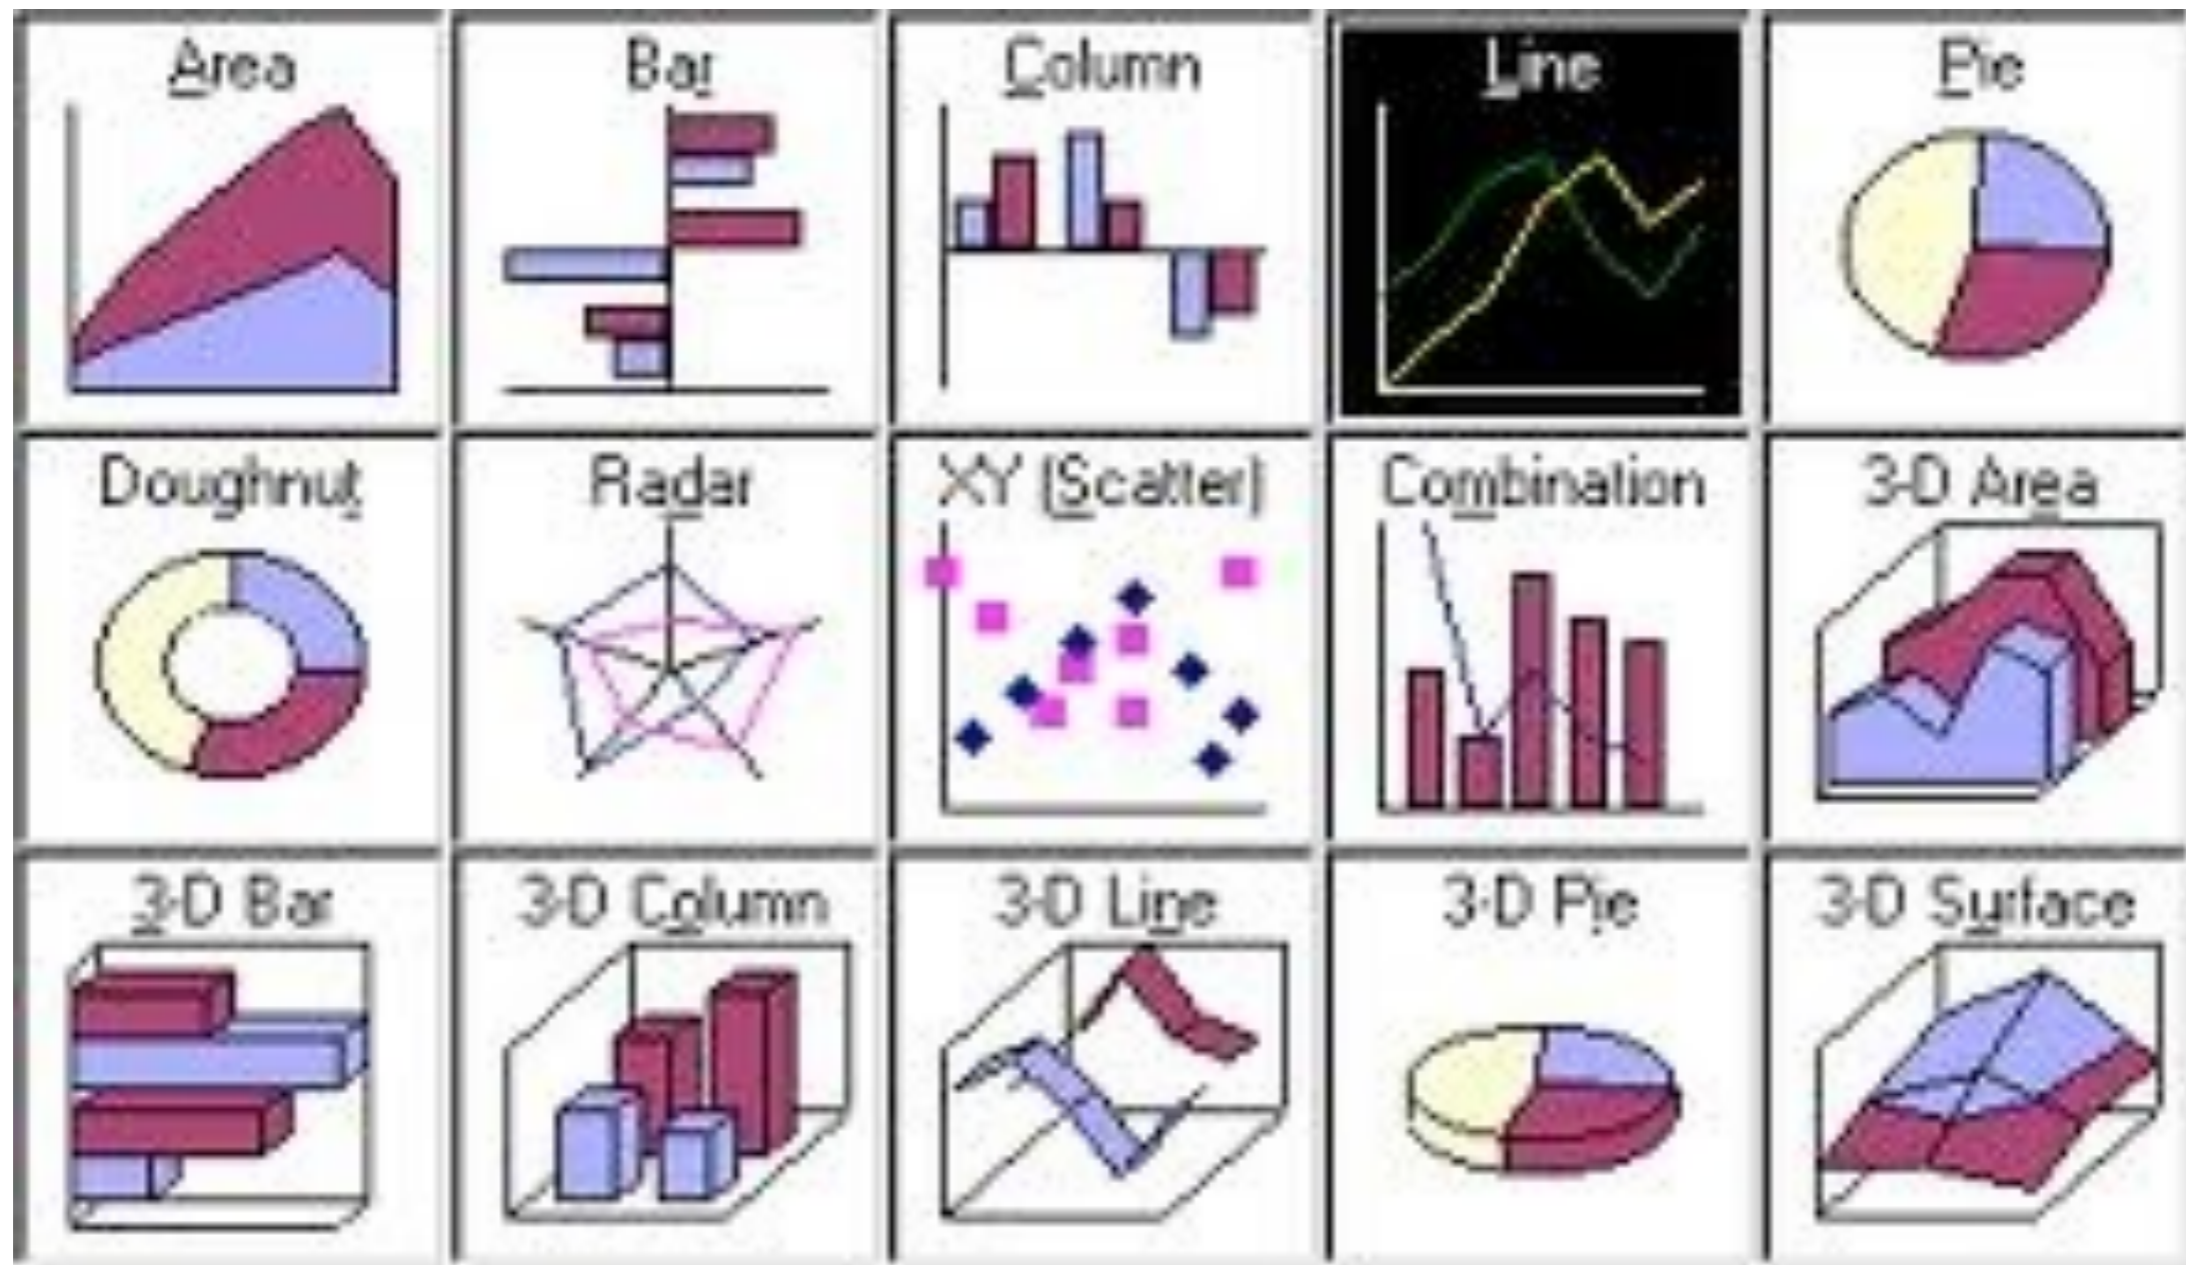 Area
Bar
Column
Line
Pie
Doughnut
Radar
XY (Scatter)
Combination
3-D Area
3-D Bar
3-D Column
3-D Line
3-D Pie
3-D Surface